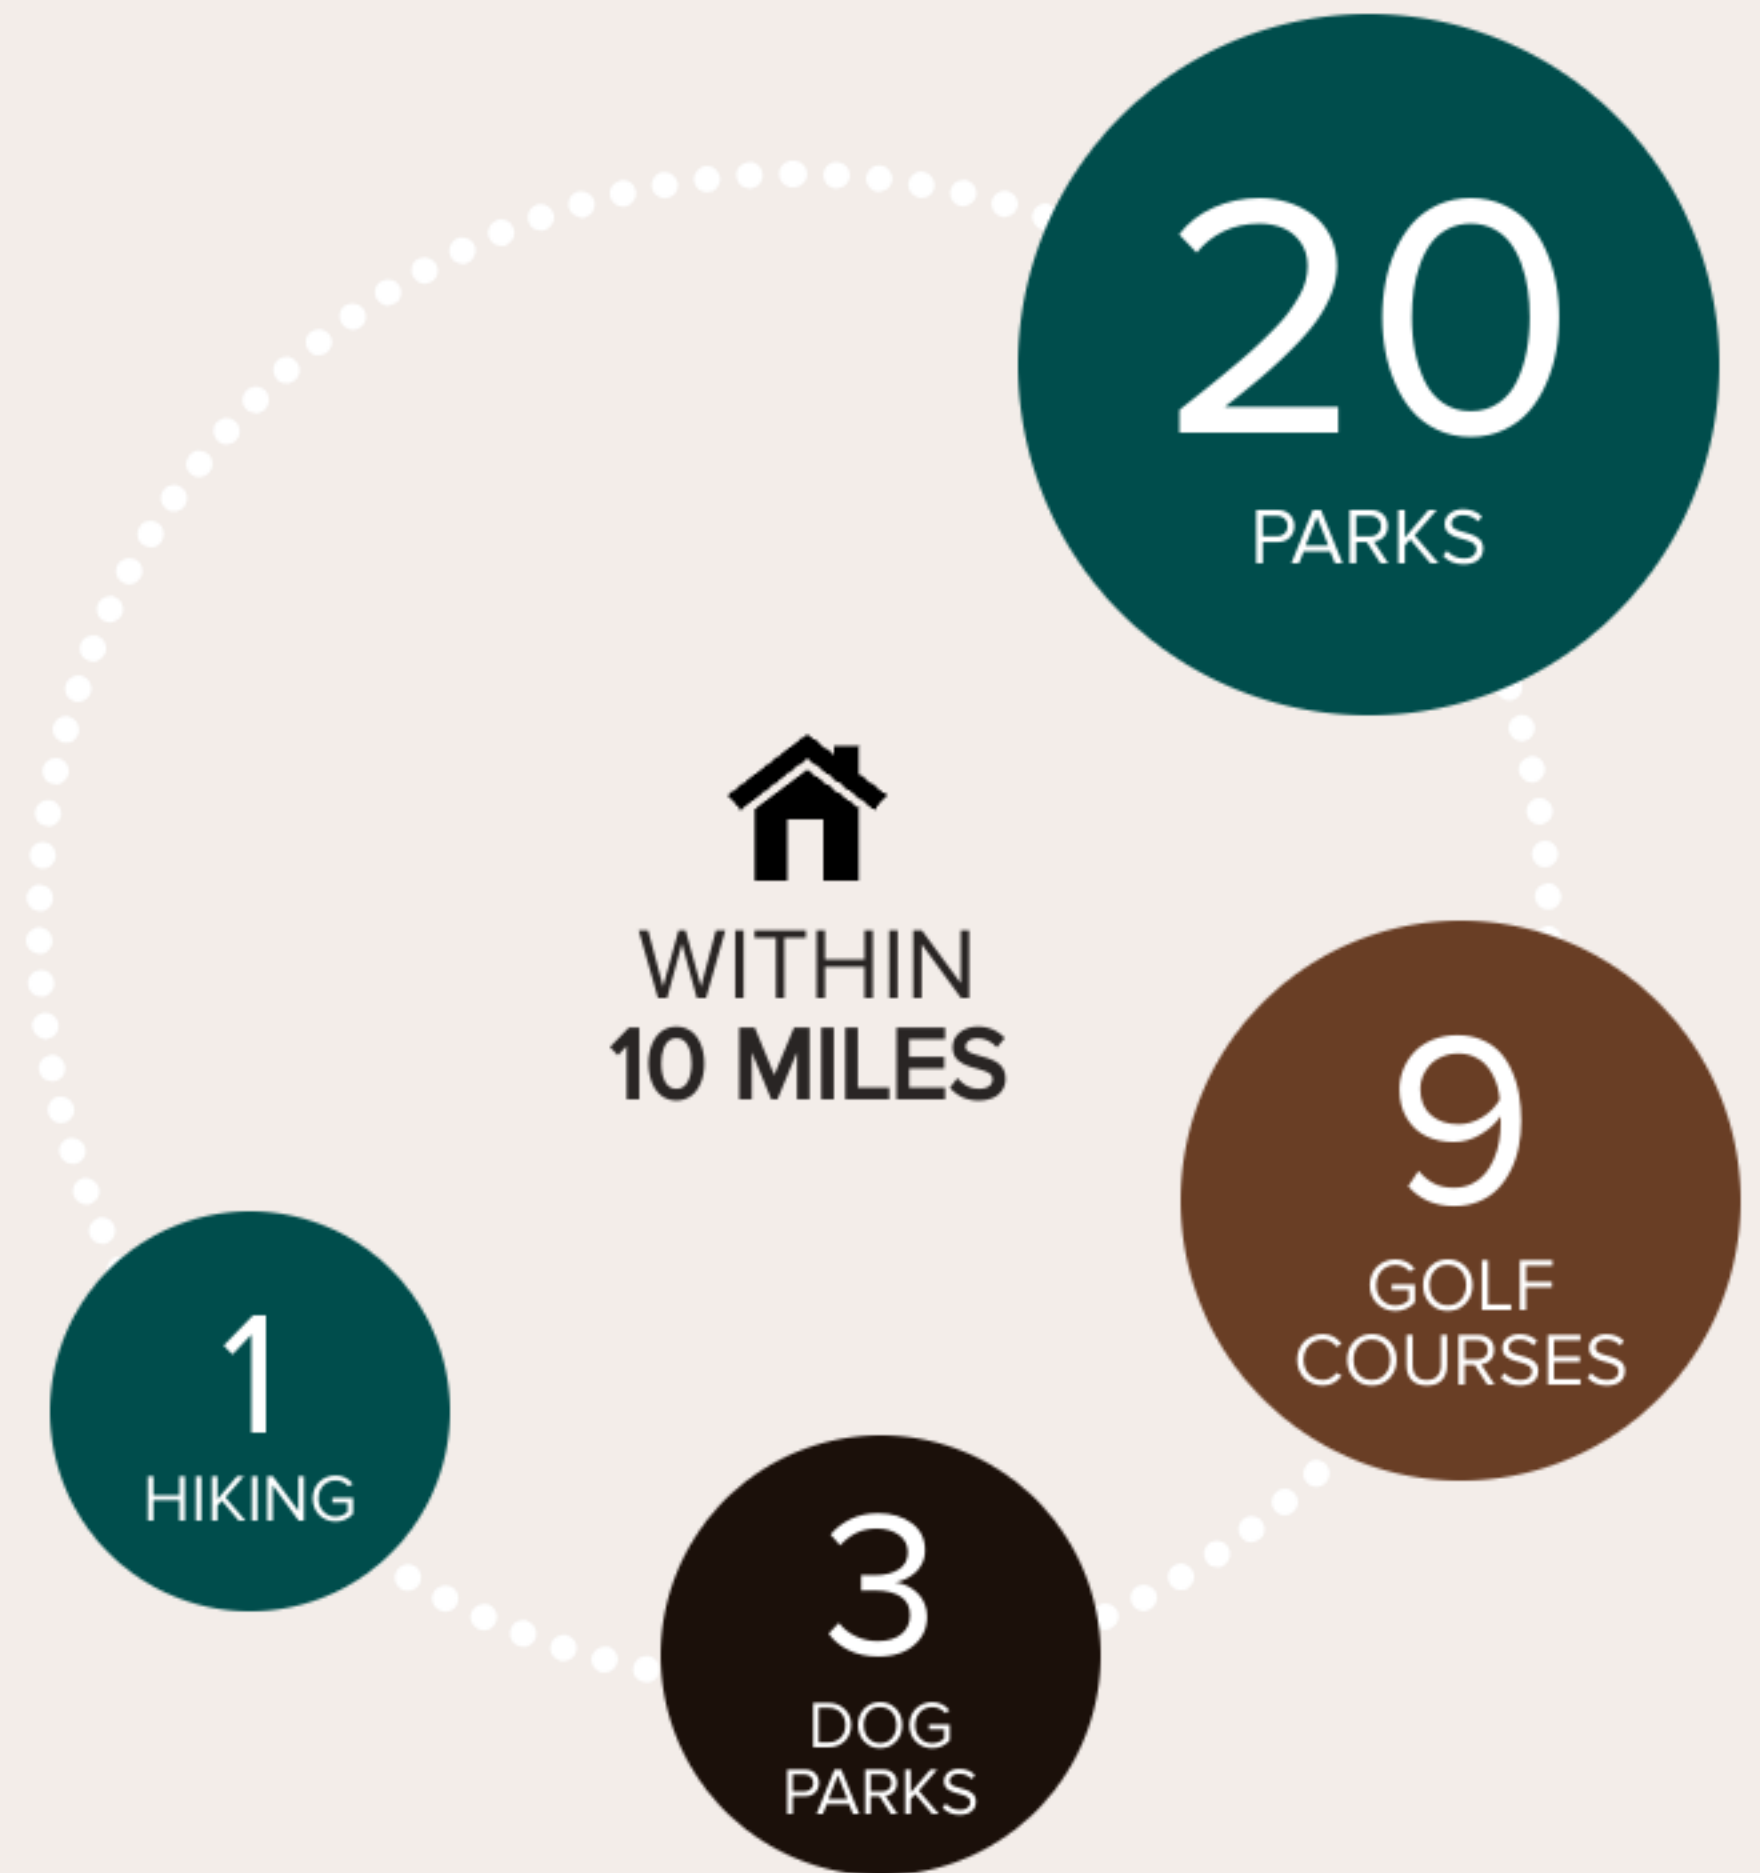 20
PARKS
WITHIN
10 MILES
9
GOLF
COURSES
1
HIKING
3
DOG
PARKS